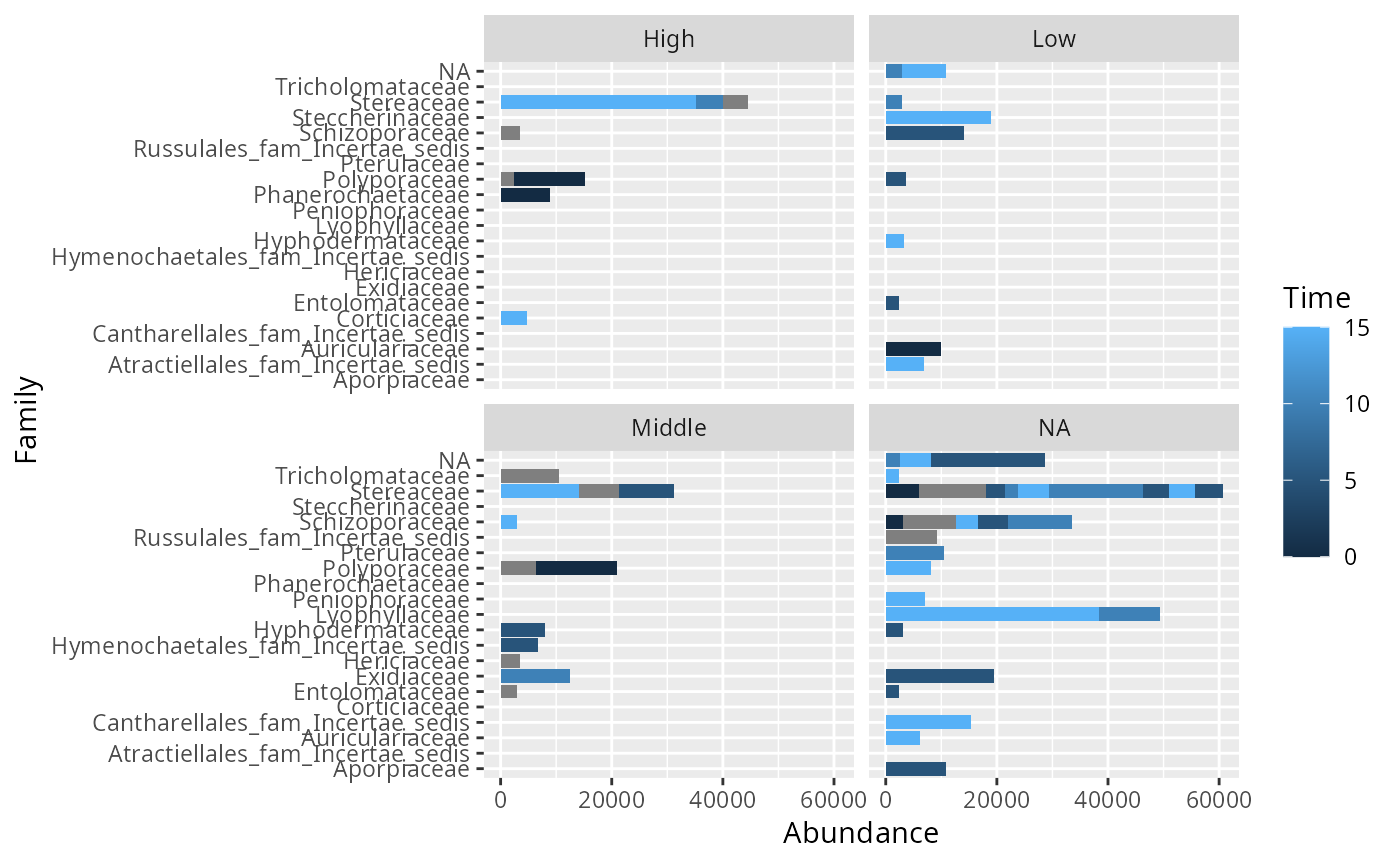 High
Low
NA
Tricholomataceae
Stereaceae
Steccherinaceae
Schizoporaceae
Russulales_fam_Incertae_sedis
Pterulaceae
Polyporaceae
Phanerochaetaceae
Peniophoraceae
Lyophyllaceae
Hyphodermataceae
Hymenochaetales_fam_Incertae_sedis
Hericiaceae
Exidiaceae
Entolomataceae
Corticiaceae
Cantharellales_fam_Incertae_sedis
Auriculariaceae
Atractiellales_fam_Incertae_sedis
Aporpiaceae
Family
Middle
NA
NA
Tricholomataceae
Stereaceae
Steccherinaceae
Schizoporaceae
Russulales_fam_Incertae_sedis
Pterulaceae
Polyporaceae
Phanerochaetaceae
Peniophoraceae
Lyophyllaceae
Hyphodermataceae
Hymenochaetales_fam_Incertae_sedis
Hericiaceae
Exidiaceae
Entolomataceae
Corticiaceae
Cantharellales_fam_Incertae_sedis
Auriculariaceae
Atractiellales_fam_Incertae_sedis
Aporpiaceae
0 20000 40000 60000
0 20000 40000 60000
Abundance
Time
15
10
5
0